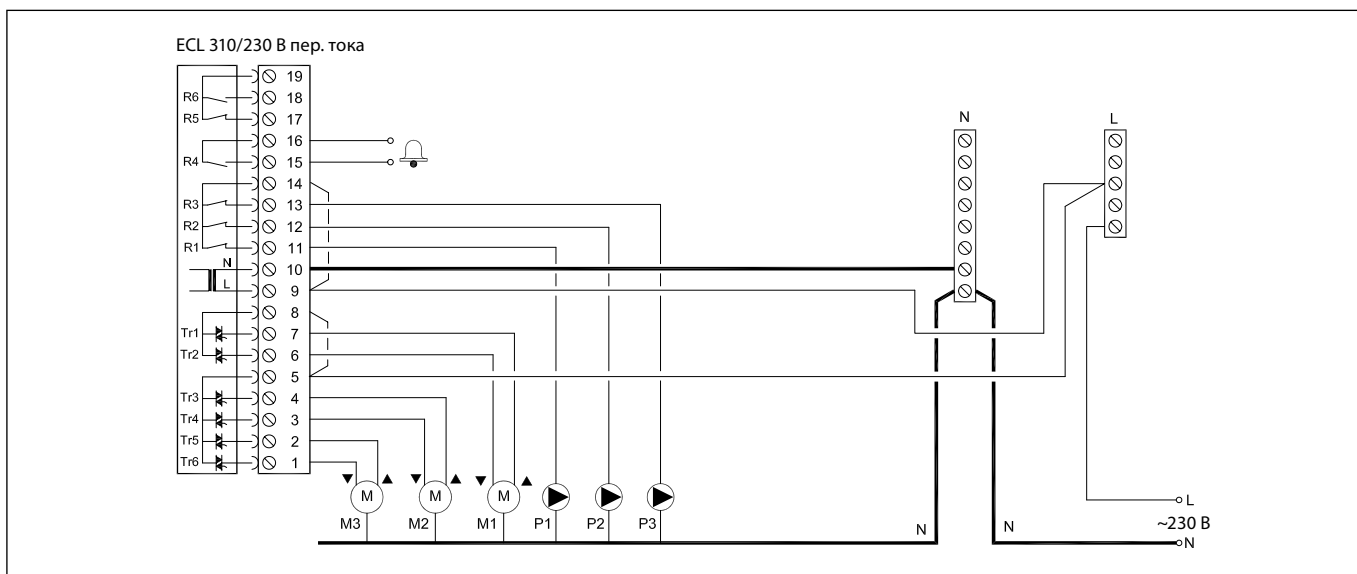 ECL 310/230 В пер. тока
19
R6 18
R5 17
16
R4 15
14
R3 13
R2 12
R1 11
N 10
L 9
8
Tr1 7
Tr2 6
5
Tr3 4
Tr4 3
Tr5 2
Tr6 1
N L
M M M
M3 M2 M1 P1 P2 P3
N N
L
~230 В
N